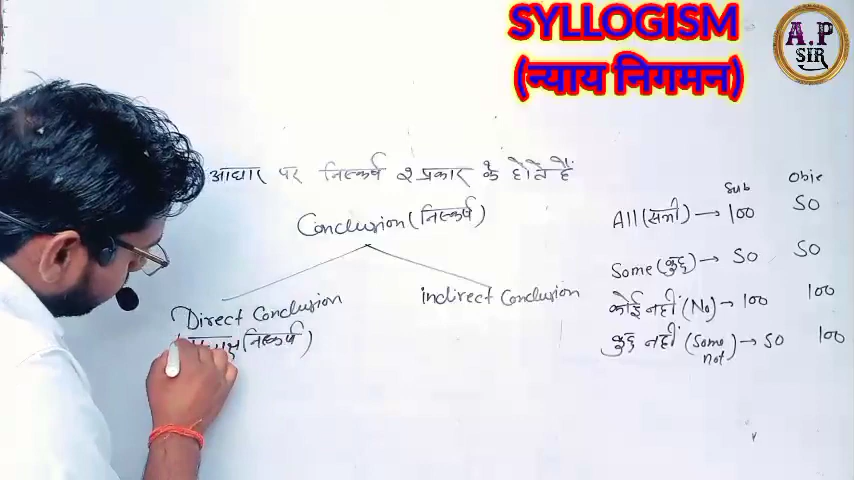 SYLLOGISM
(न्याय निगमन)
A.P
SIR
आधार पर निष्कर्ष 2 प्रकार के होते हैं
Conclusion (निष्कर्ष)
Direct Conclusion
निष्कर्ष)
indirect Conclusion
Sub Obje
All (सभी) → 100 50
Some (कुछ) → 50 50
कोई नहीं (No) → 100 100
कुछ नहीं (Some not) → 50 100